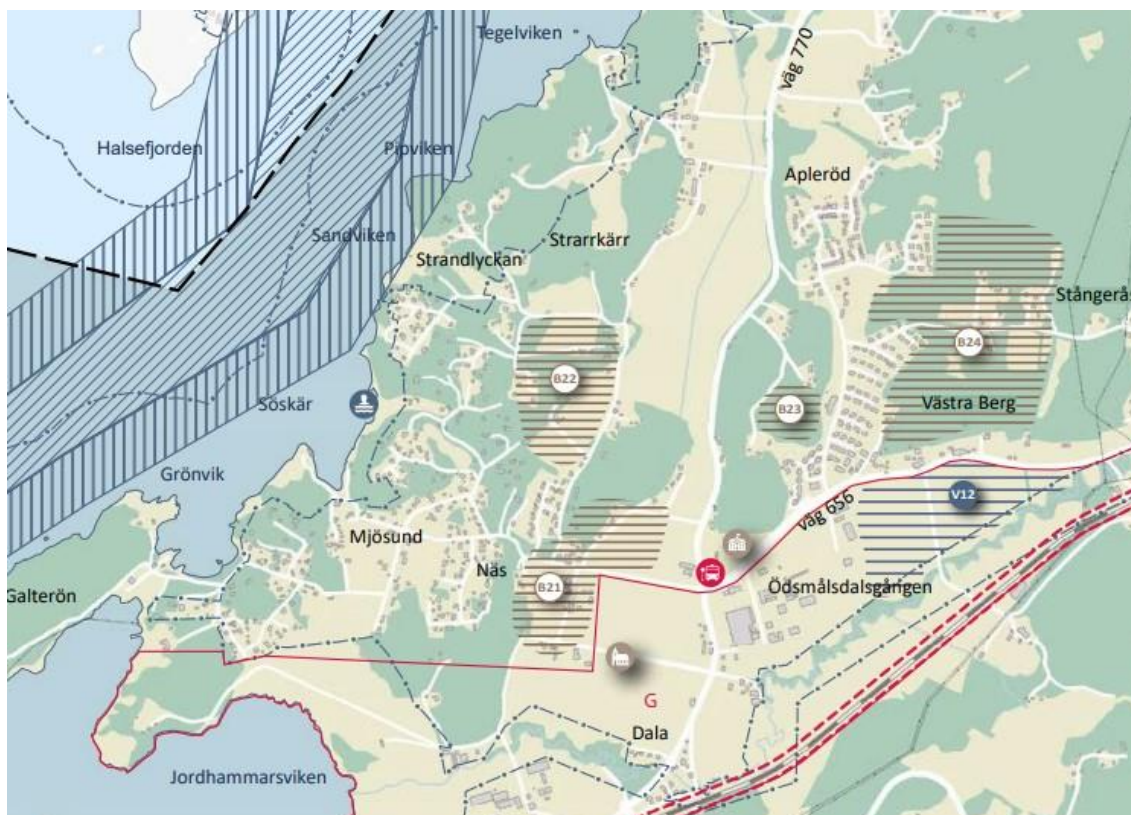 Tegelviken
väg 770
Halsefjorden
Pipviken
Apleröd
Sandviken
Strarrkärr
Strandlyckan
Stångerås
B24
B22
B23
Västra Berg
Söskär
Grönvik
V12
väg 656
Mjösund
Näs
B21
Ödsmålsdalsgången
Galterön
G
Dala
Jordhammarsviken